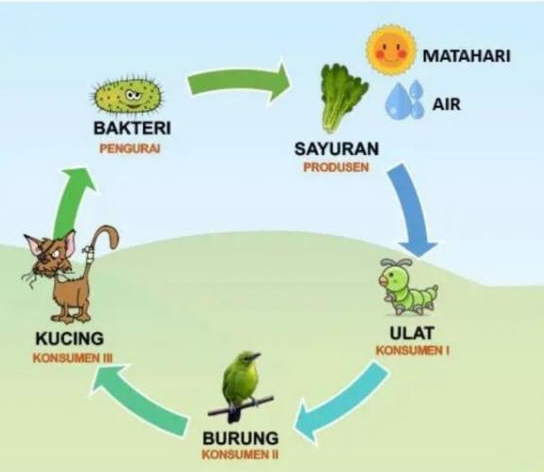 MATAHARI
AIR
SAYURAN
PRODUSEN
ULAT
KONSUMEN I
BURUNG
KONSUMEN II
KUCING
KONSUMEN III
BAKTERI
PENGURAI